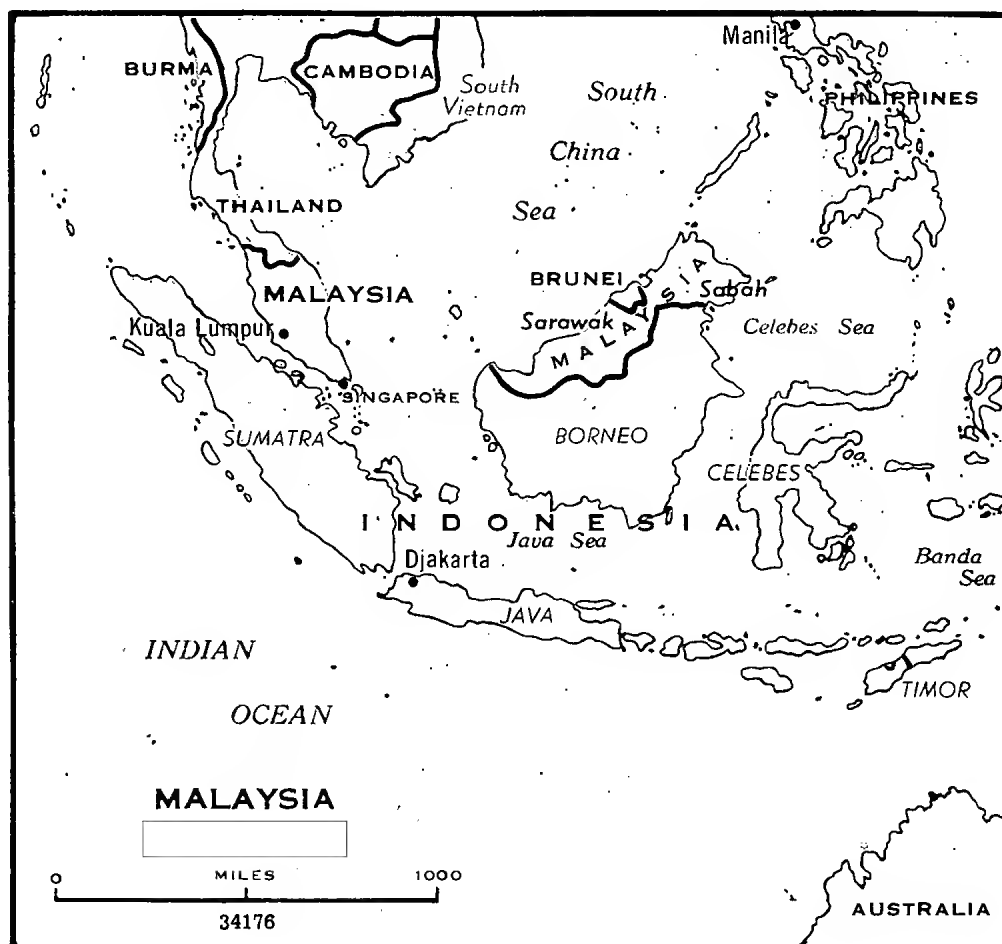 Manila
BURMA
CAMBODIA
South
Vietnam
South
China
Sea
PHILIPPINES
THAILAND
MALAYSIA
BRUNEI
Sabah
Sarawak
MALAYSIA
Celebes Sea
Kuala Lumpur
SINGAPORE
SUMATRA
BORNEO
CELEBES
INDONESIA
Java Sea
Djakarta
Banda
Sea
JAVA
INDIAN
OCEAN
TIMOR
MALAYSIA
0 MILES 1000
34176
AUSTRALIA